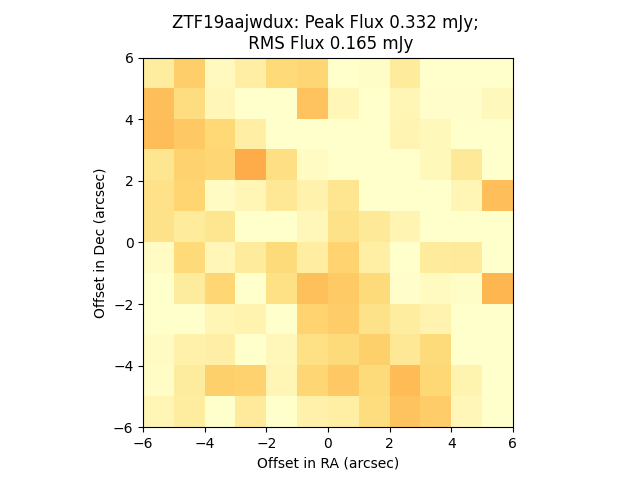 ZTF19aajwdux: Peak Flux 0.332 mJy;
RMS Flux 0.165 mJy
6
4
2
0
−2
−4
−6
Offset in Dec (arcsec)
−6 −4 −2 0 2 4 6
Offset in RA (arcsec)